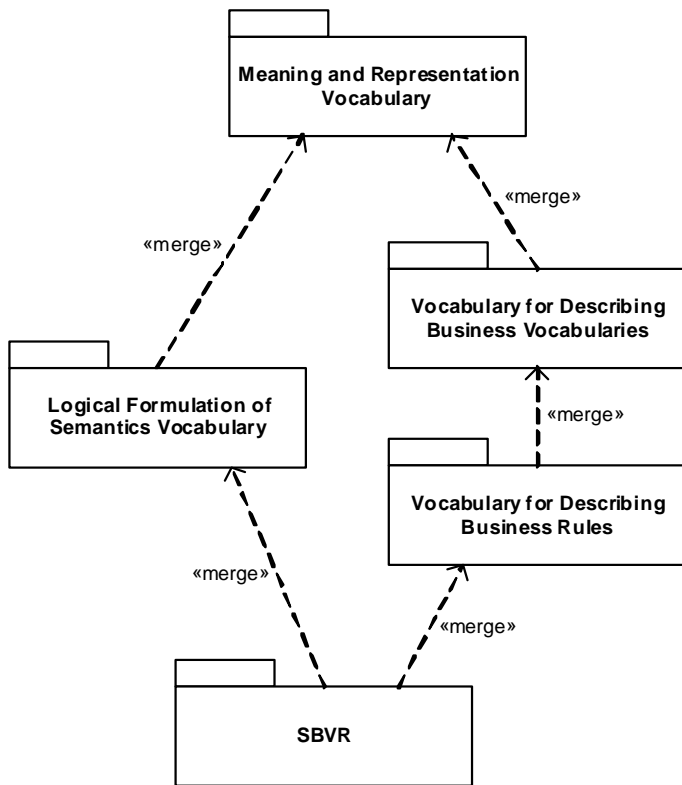 Meaning and Representation
Vocabulary
«merge»
«merge»
Vocabulary for Describing
Business Vocabularies
Logical Formulation of
Semantics Vocabulary
«merge»
Vocabulary for Describing
Business Rules
«merge»
«merge»
SBVR